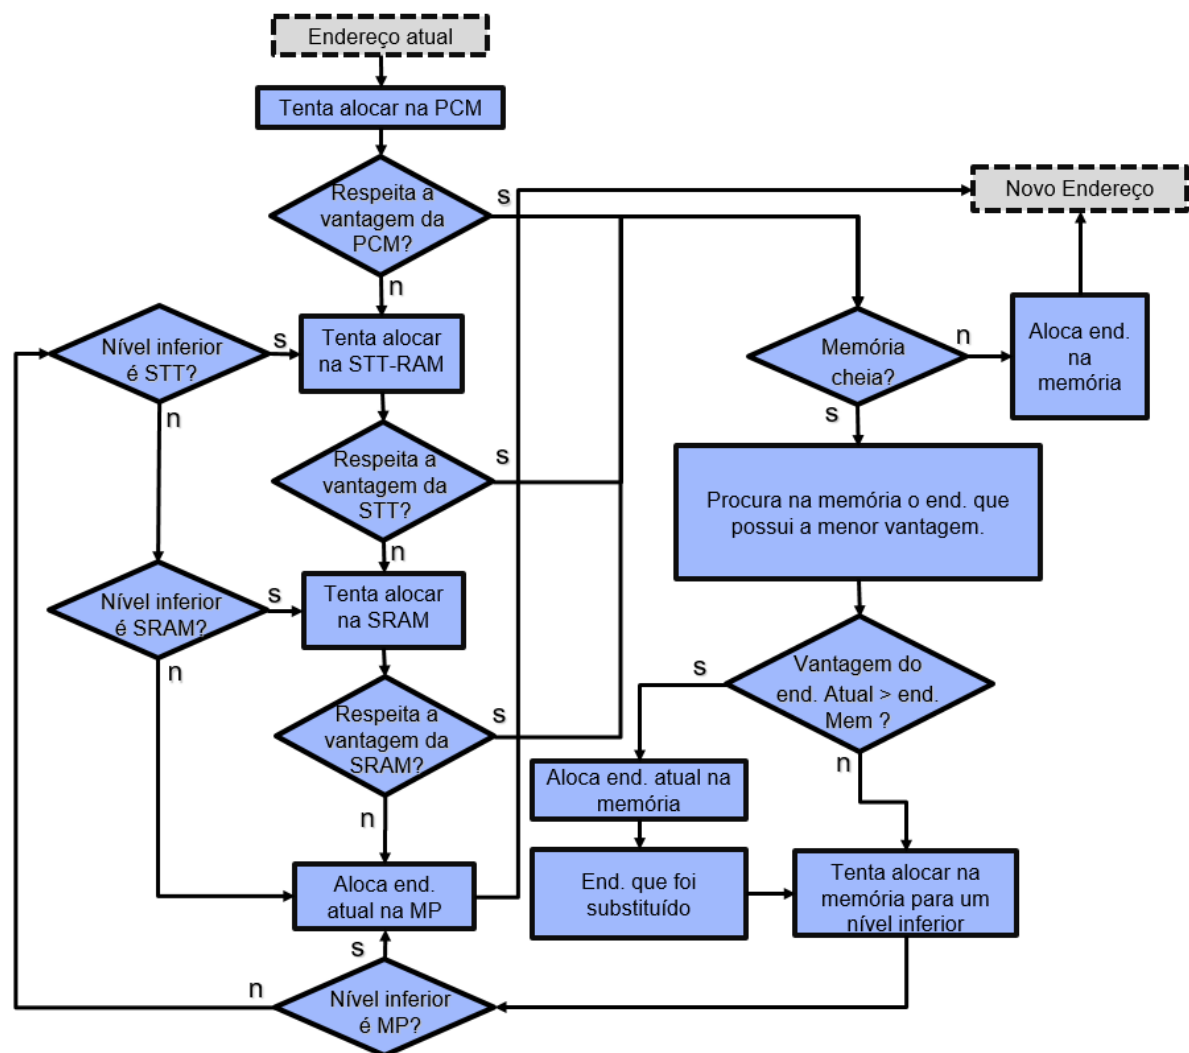 Endereço atual
Tenta alocar na PCM
Respeita a
vantagem da
PCM?
s
n
Novo Endereço
Nível inferior
é STT?
s
n
Tenta alocar
na STT-RAM
Memória
cheia?
n
s
Aloca end.
na
memória
Respeita a
vantagem da
STT?
s
n
Procura na memória o end. que
possui a menor vantagem.
Nível inferior
é SRAM?
s
n
Tenta alocar
na SRAM
Vantagem do
end. Atual > end.
Mem ?
s
n
Respeita a
vantagem da
SRAM?
s
n
Aloca end. atual na
memória
End. que foi
substituído
Tenta alocar na
memória para um
nível inferior
Aloca end.
atual na MP
s
n
Nível inferior
é MP?